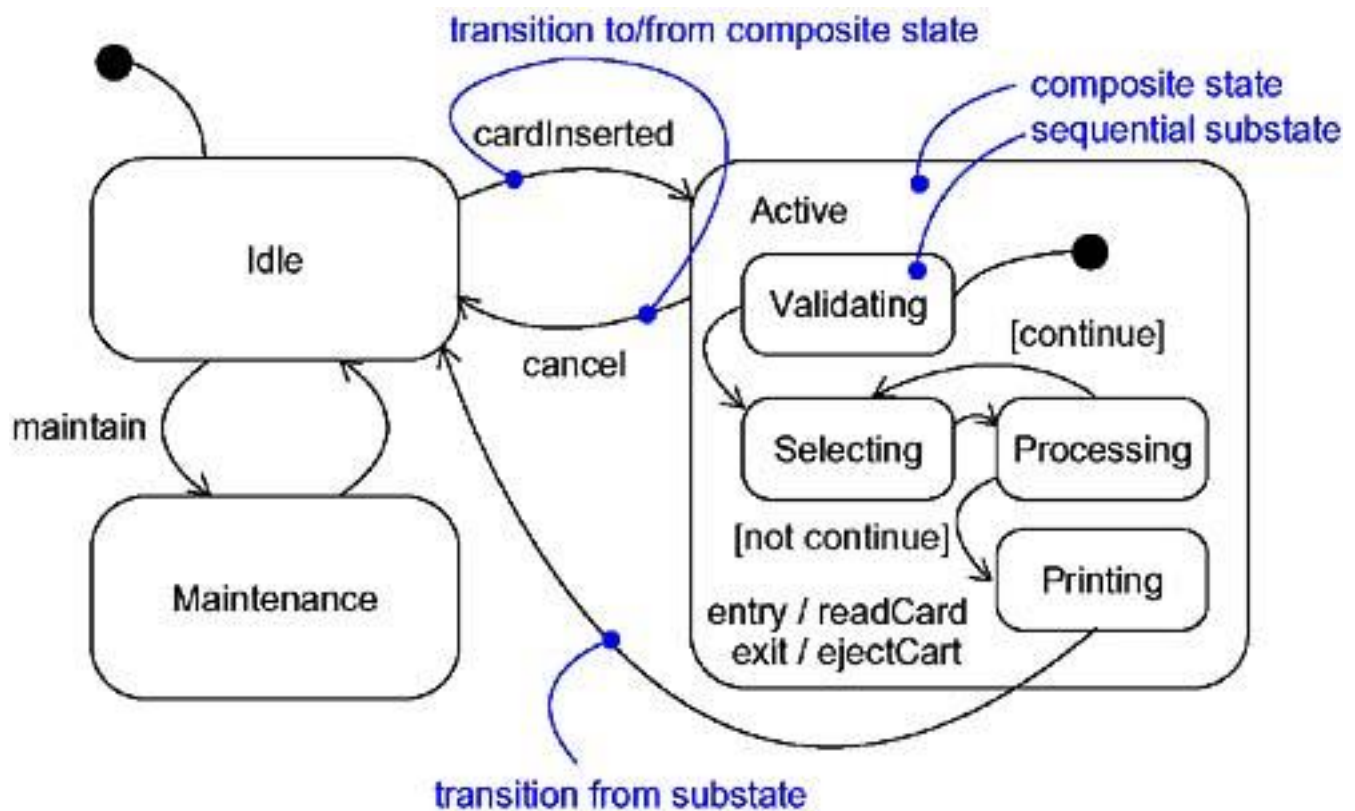 transition to/from composite state
composite state
cardInserted
sequential substate
Active
Idle
Validating
[continue]
cancel
maintain
Selecting
Processing
[not continue]
Printing
Maintenance
entry / readCard
exit / ejectCart
transition from substate